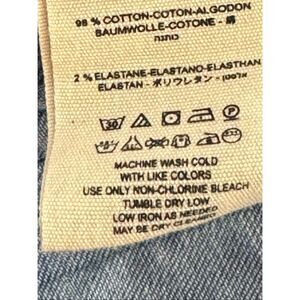 98 % COTTON-COTON-ALGODON
BAUMWOLLE-COTONE - 綿
כותנה
2 % ELASTANE-ELASTANO-ELASTHAN
ELASTAN - ポリウレタン - אלסטן
30
MACHINE WASH COLD
WITH LIKE COLORS
USE ONLY NON-CHLORINE BLEACH
TUMBLE DRY LOW
LOW IRON AS NEEDED
MAY BE DRY CLEANED